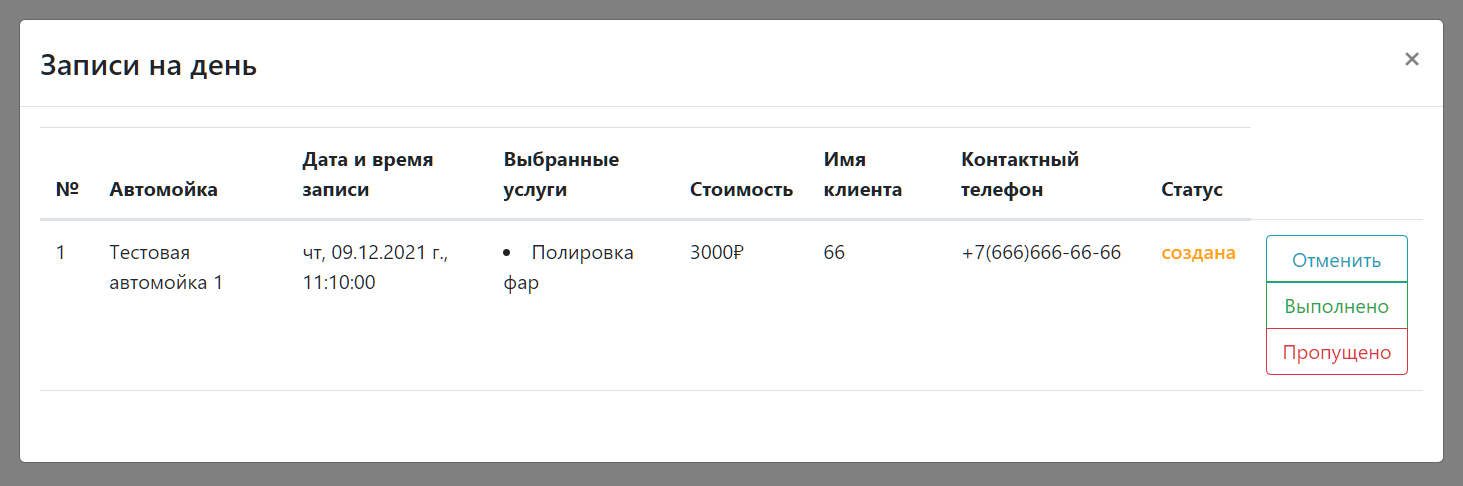 Записи на день
×
Дата и время Выбранные Имя Контактный
№ Автомойка записи услуги Стоимость клиента телефон Статус
1 Тестовая чт, 09.12.2021 г., • Полировка 3000₽ 66 +7(666)666-66-66 создана Отменить
автомойка 1 11:10:00 фар
Выполнено
Пропущено